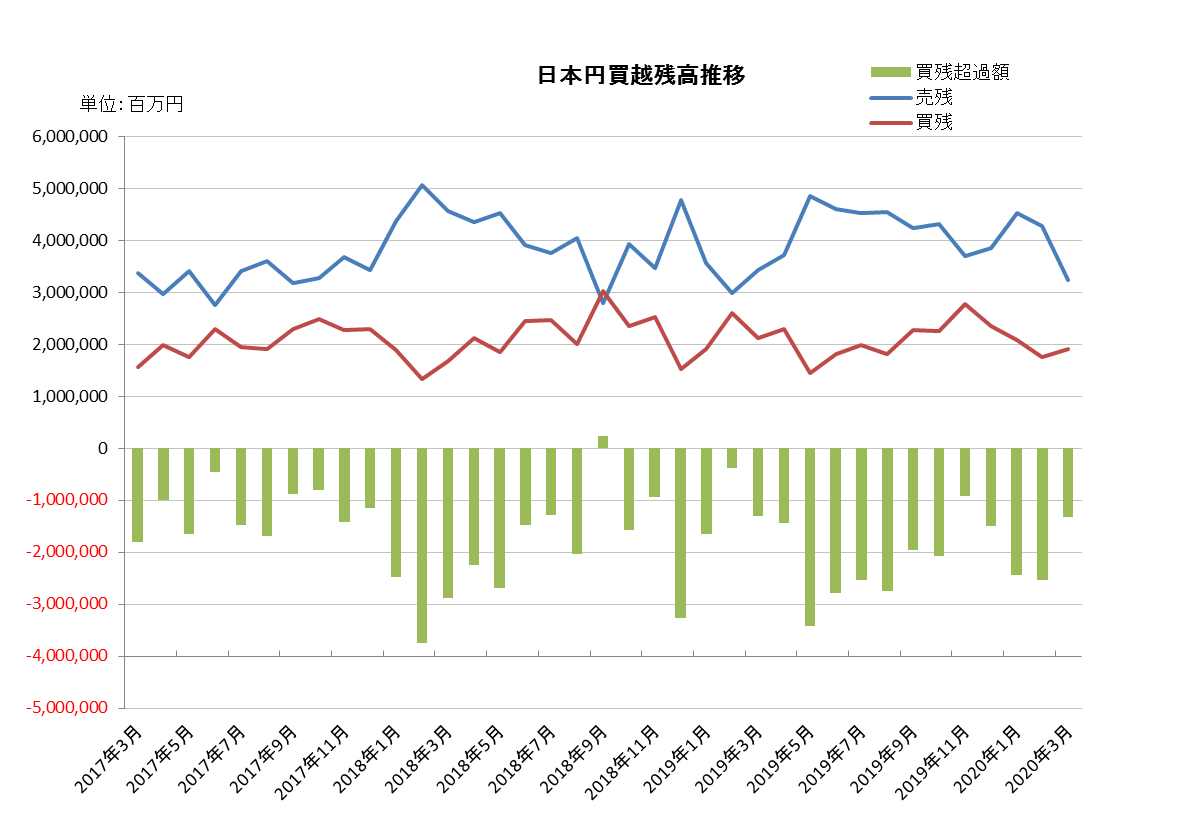 日本円買越残高推移
買残超過額
売残
買残
単位：百万円
6,000,000
5,000,000
4,000,000
3,000,000
2,000,000
1,000,000
0
-1,000,000
-2,000,000
-3,000,000
-4,000,000
-5,000,000
2017年3月
2017年5月
2017年7月
2017年9月
2017年11月
2018年1月
2018年3月
2018年5月
2018年7月
2018年9月
2018年11月
2019年1月
2019年3月
2019年5月
2019年7月
2019年9月
2019年11月
2020年1月
2020年3月